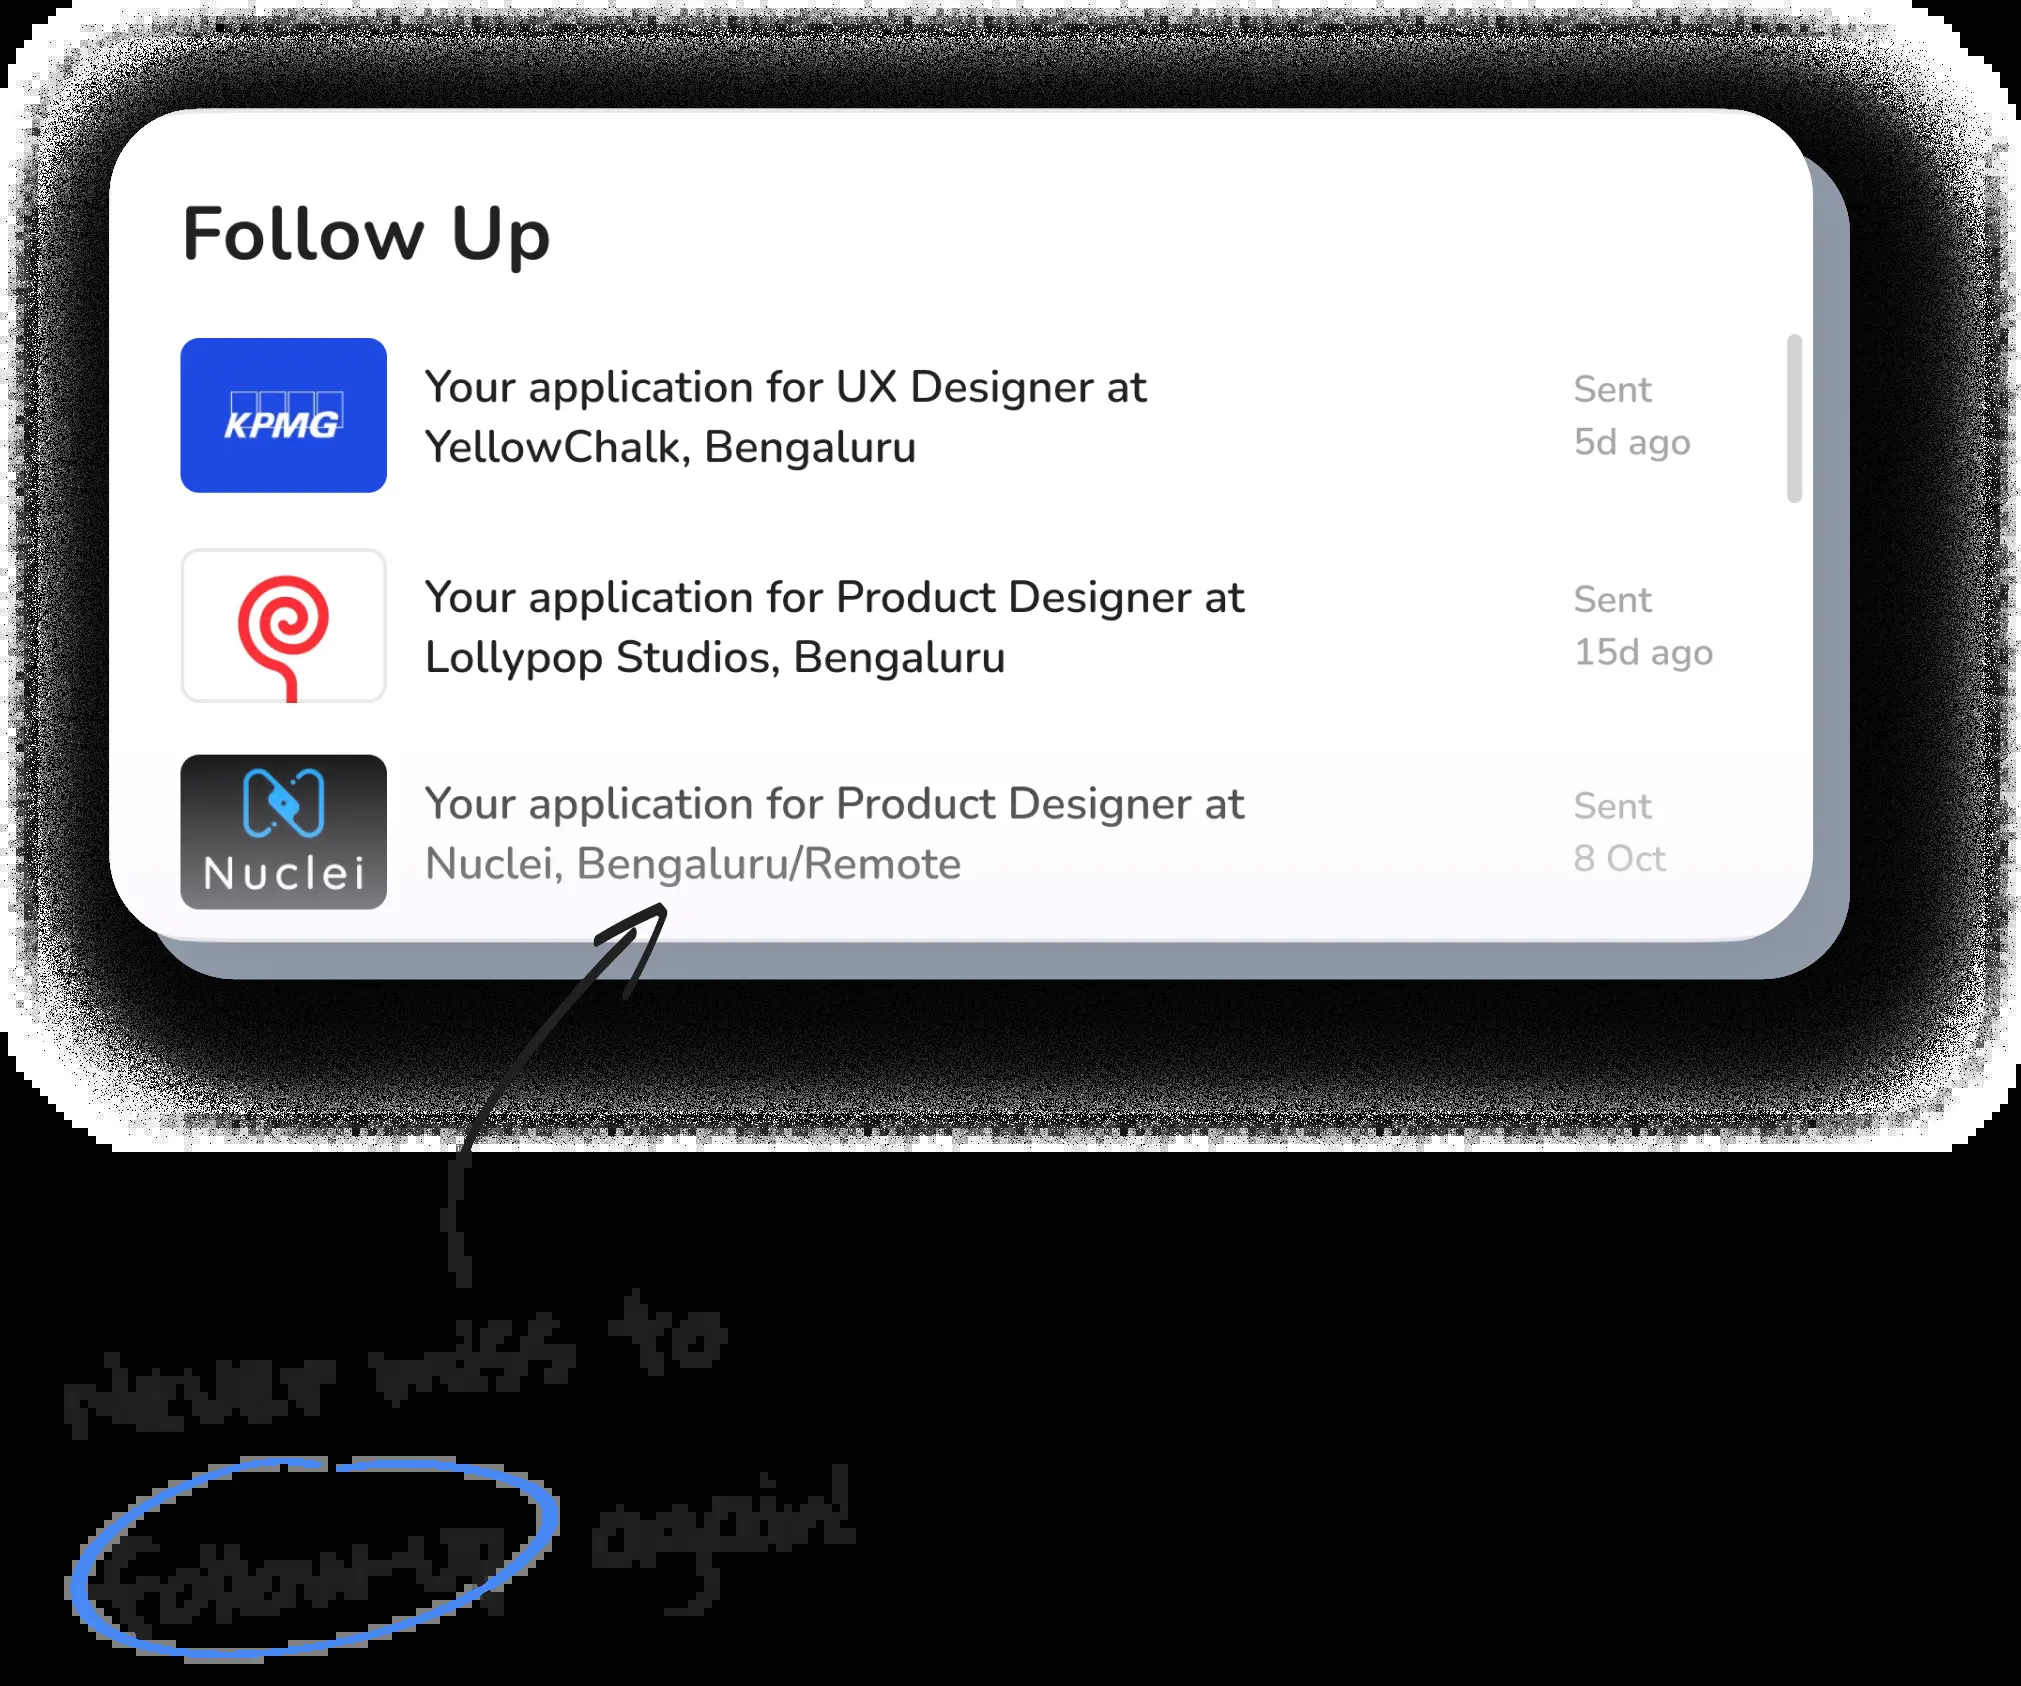 Follow Up
KPMG
Your application for UX Designer at
YellowChalk, Bengaluru
Sent
5d ago
Your application for Product Designer at
Lollypop Studios, Bengaluru
Sent
15d ago
Nuclei
Your application for Product Designer at
Nuclei, Bengaluru/Remote
Sent
8 Oct
Never miss to
follow-up again!